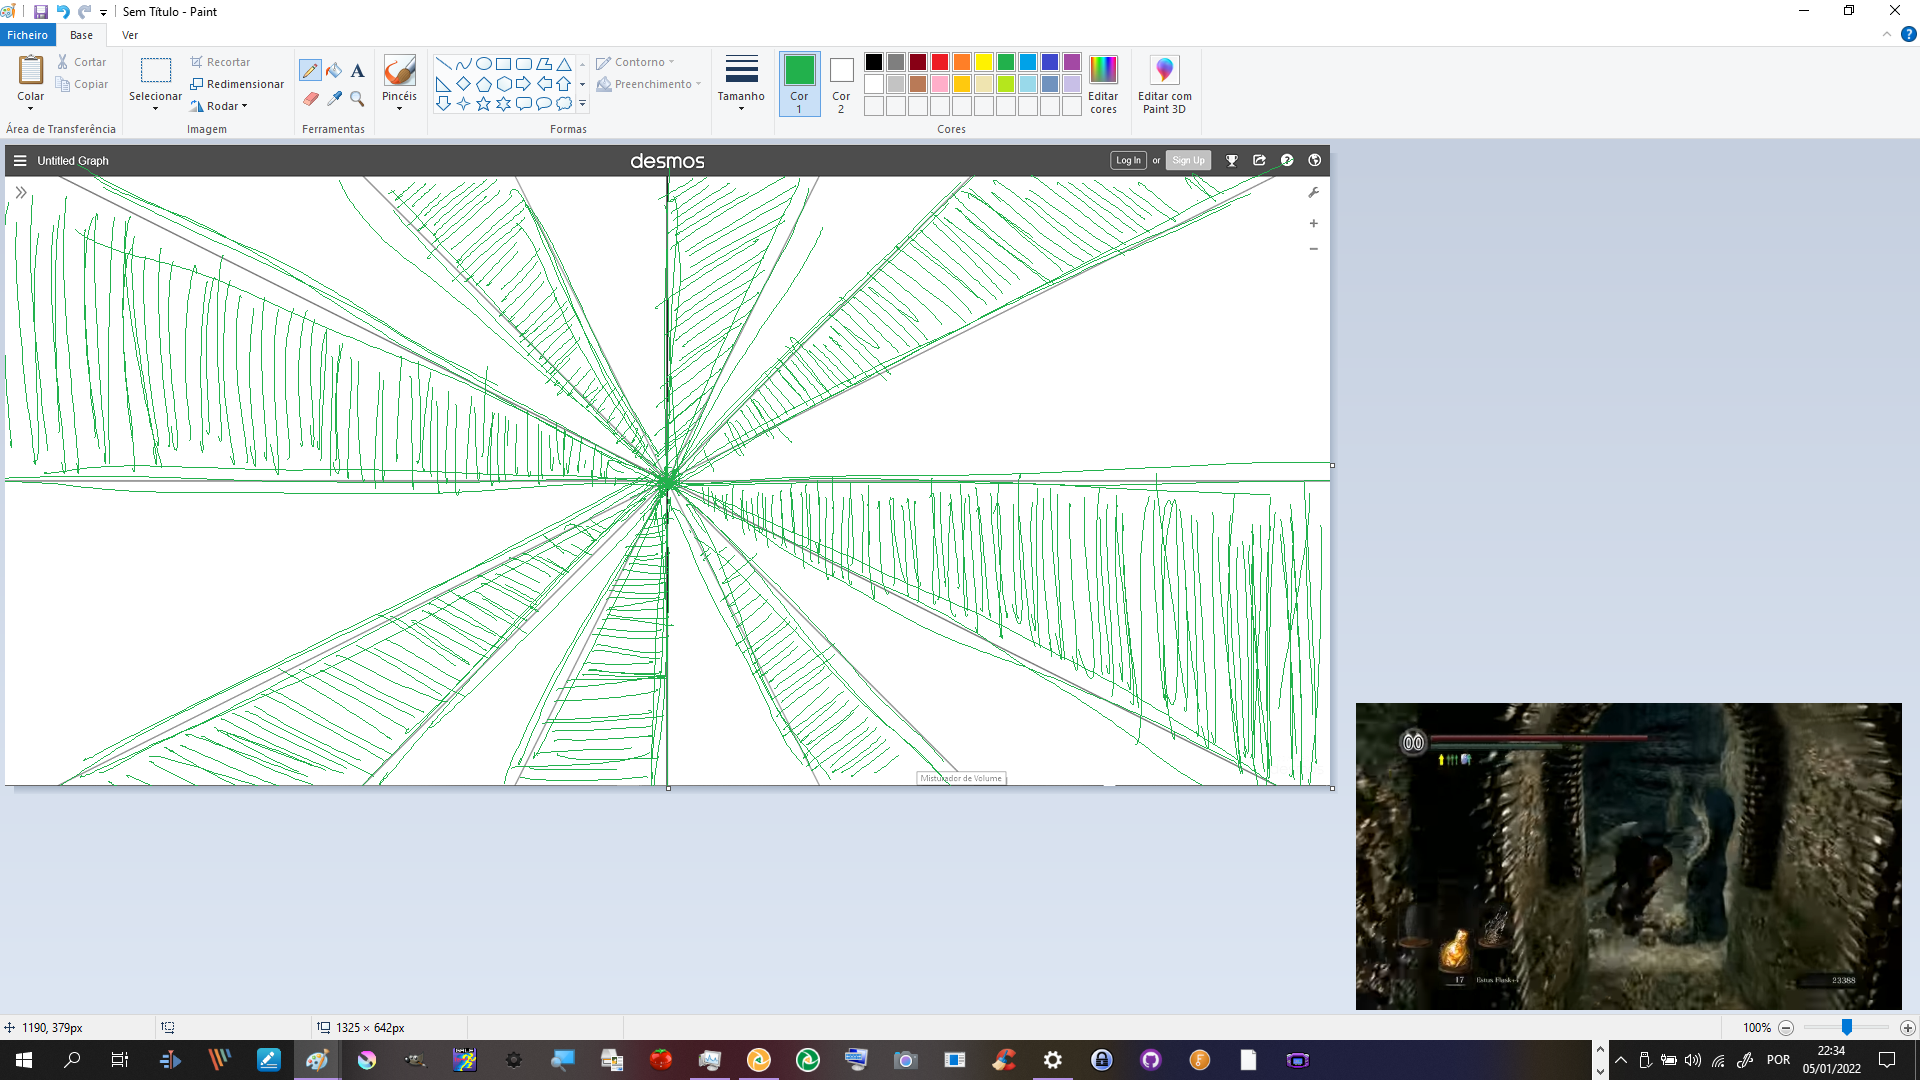 Sem Título - Paint
Ficheiro Base Ver
Colar
Cortar
Copiar
Área de Transferência
Selecionar
Recortar
Redimensionar
Rodar
Imagem
A
Ferramentas
Pincéis
Contorno
Preenchimento
Formas
Tamanho
Cor 1
Cor 2
Editar cores
Cores
Editar com Paint 3D
Untitled Graph
desmos
Log In or Sign Up
Misturador de Volume
17 Estus Flask+4
23388
1190, 379px
1325 × 642px
100%
POR
22:34
05/01/2022